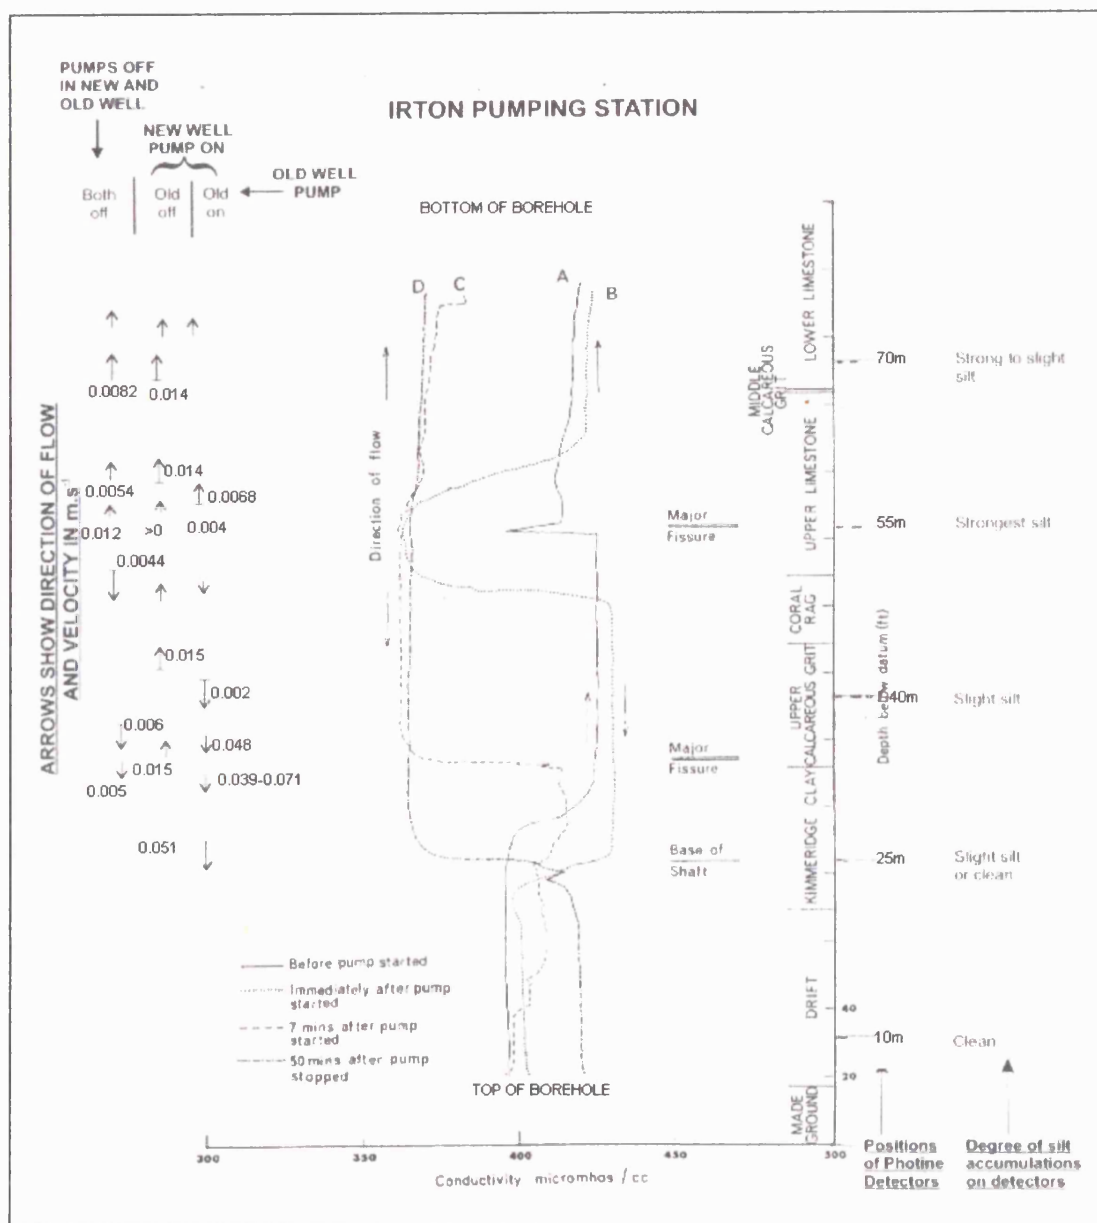 IRTON PUMPING STATION
PUMPS OFF
IN NEW AND
OLD WELL
NEW WELL
PUMP ON
OLD WELL
PUMP
Both
off
Old
off
Old
on
BOTTOM OF BOREHOLE
D
C
A
B
ARROWS SHOW DIRECTION OF FLOW
AND VELOCITY IN m.s-1
0.0082
0.014
0.014
0.0054
0.0068
0.012
>0
0.004
0.0044
0.015
0.002
0.006
0.048
0.015
0.005
0.039-0.071
0.051
Direction of flow
Major
Fissure
Major
Fissure
Base of
Shaft
LOWER LIMESTONE
MIDDLE
CALCAREOUS
GRIT
UPPER LIMESTONE
CORAL
RAG
UPPER
CALCAREOUS GRIT
KIMMERIDGE CLAY
DRIFT
MADE
GROUND
Depth below datum (ft)
70m
Strong to slight
silt
55m
Strongest silt
40m
Slight silt
25m
Slight silt
or clean
40
10m
Clean
20
Before pump started
Immediately after pump
started
7 mins after pump
started
50 mins after pump
stopped
TOP OF BOREHOLE
300
350
400
450
300
Conductivity micromhos / cc
Positions
of Photine
Detectors
Degree of silt
accumulations
on detectors